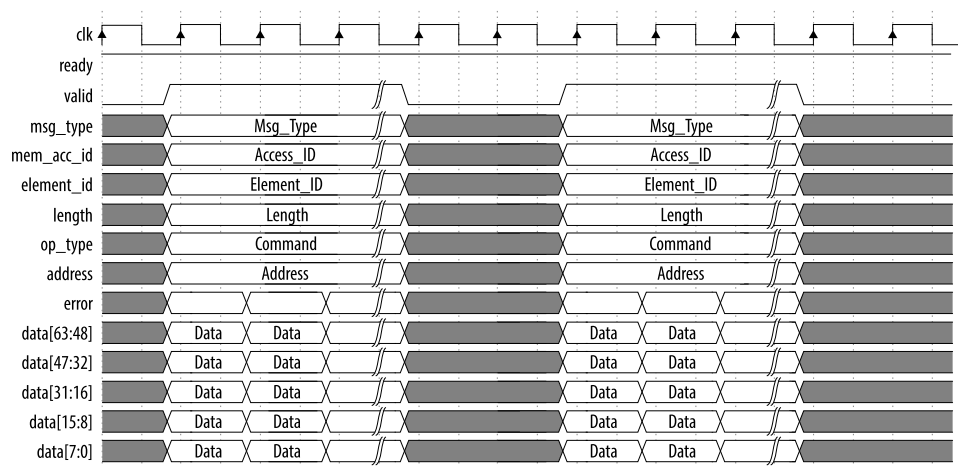 clk
ready
valid
msg_type Msg_Type Msg_Type
mem_acc_id Access_ID Access_ID
element_id Element_ID Element_ID
length Length Length
op_type Command Command
address Address Address
error
data[63:48] Data Data Data Data
data[47:32] Data Data Data Data
data[31:16] Data Data Data Data
data[15:8] Data Data Data Data
data[7:0] Data Data Data Data